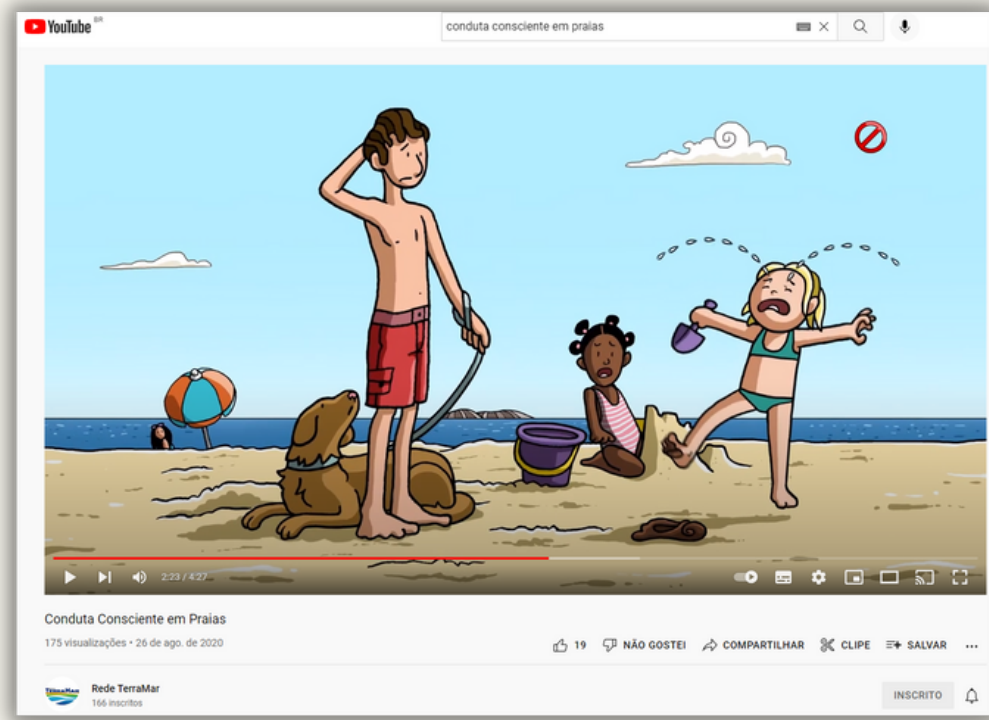 YouTube BR
conduta consciente em praias
2:23 / 4:27
Conduta Consciente em Praias
175 visualizações • 26 de ago. de 2020
19 NÃO GOSTEI COMPARTILHAR CLIPE SALVAR ...
TERRAMAR
Rede TerraMar
166 inscritos
INSCRITO